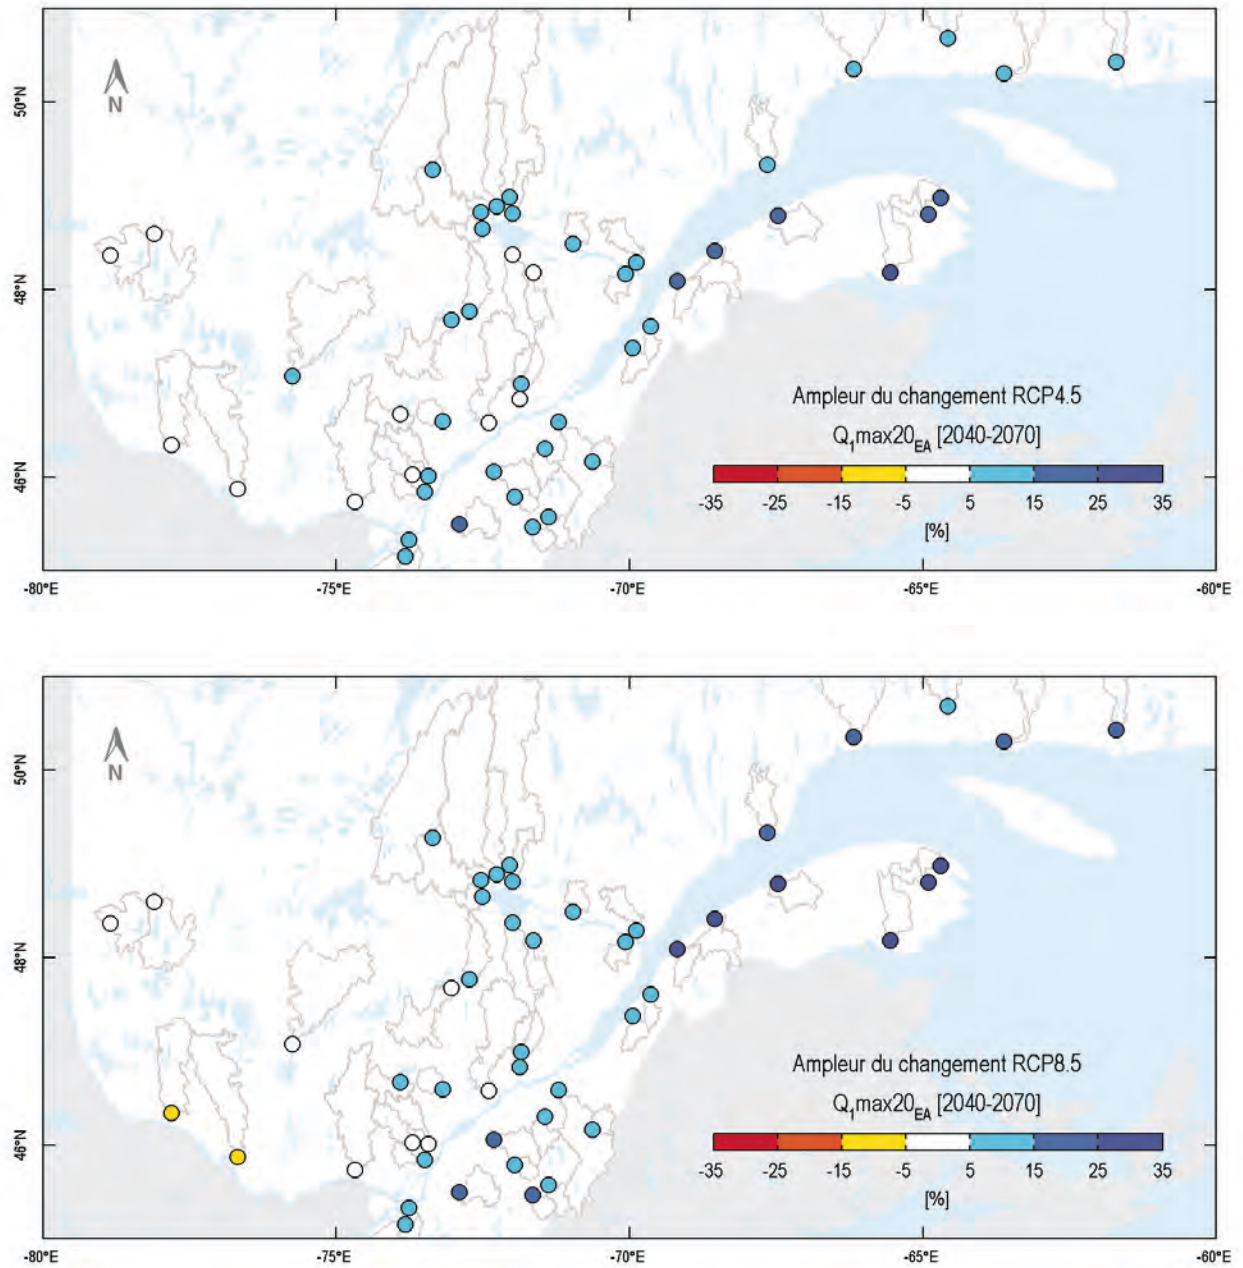 50°N
48°N
46°N
N
Ampleur du changement RCP4.5
Q₁max20EA [2040-2070]
-35 -25 -15 -5 5 15 25 35
[%]
-80°E -75°E -70°E -65°E -60°E
50°N
48°N
46°N
N
Ampleur du changement RCP8.5
Q₁max20EA [2040-2070]
-35 -25 -15 -5 5 15 25 35
[%]
-80°E -75°E -70°E -65°E -60°E